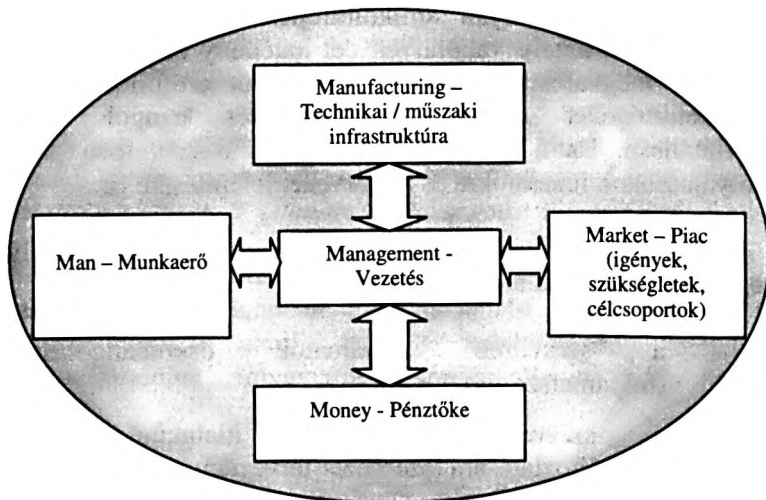 Manufacturing –
Technikai / műszaki
infrastruktúra
Man – Munkaerő
Management -
Vezetés
Market – Piac
(igények,
szükségletek,
célcsoportok)
Money - Pénztőke